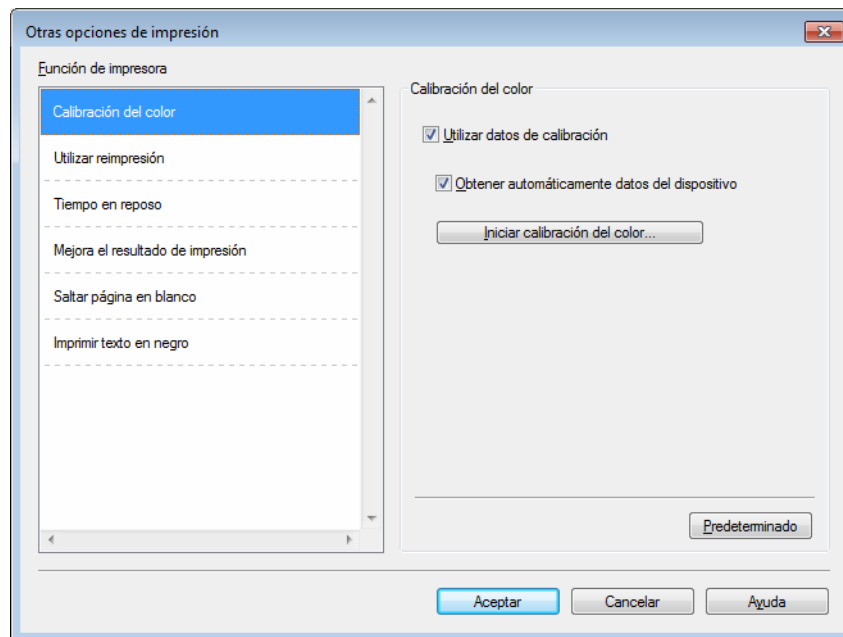 Otras opciones de impresión
Función de impresora
Calibración del color
Utilizar reimpresión
Tiempo en reposo
Mejora el resultado de impresión
Saltar página en blanco
Imprimir texto en negro
Calibración del color
Utilizar datos de calibración
Obtener automáticamente datos del dispositivo
Iniciar calibración del color...
Predeterminado
Aceptar
Cancelar
Ayuda